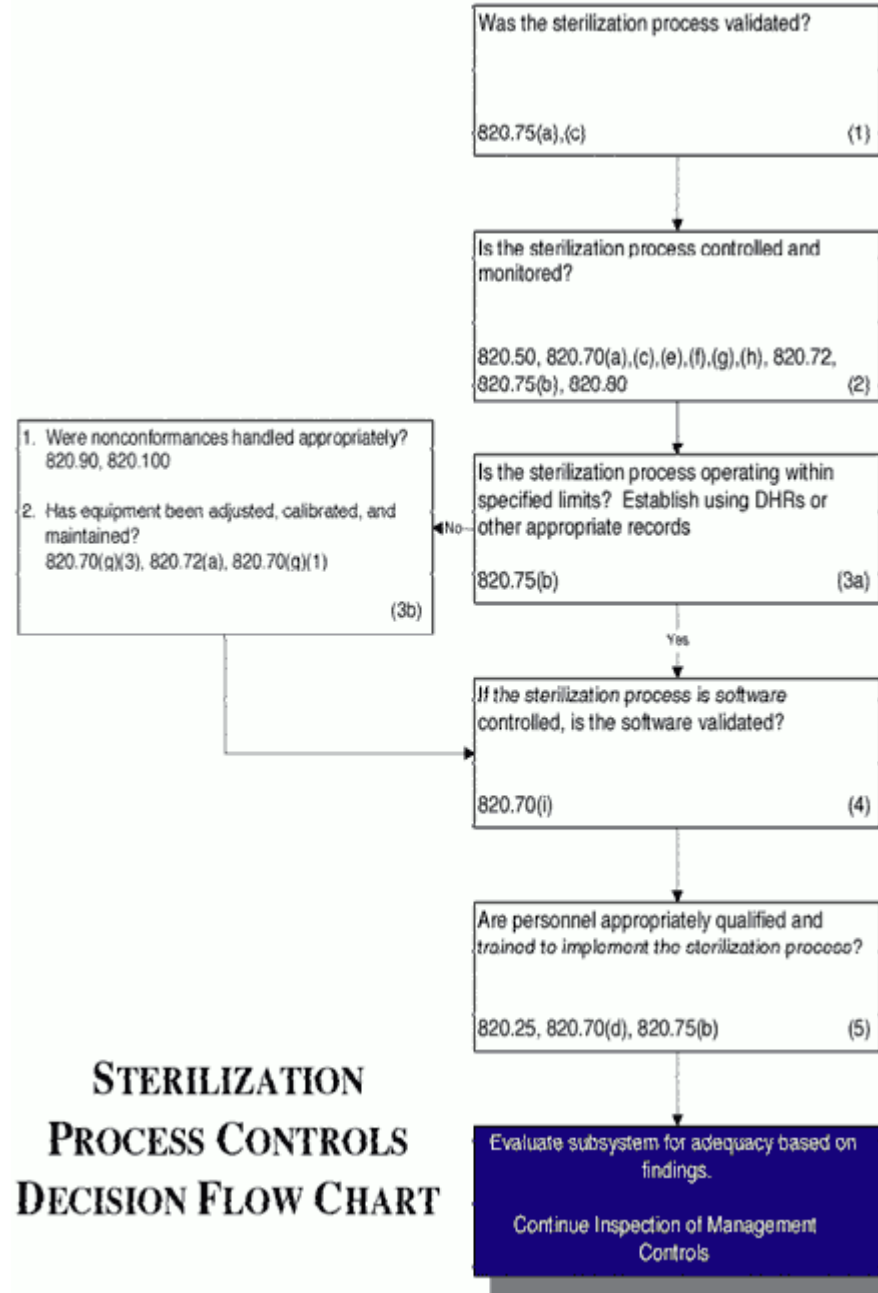 Was the sterilization process validated?
820.75(a),(c) (1)
Is the sterilization process controlled and
monitored?
820.50, 820.70(a),(c),(e),(f),(g),(h), 820.72,
820.75(b), 820.80 (2)
Is the sterilization process operating within
specified limits? Establish using DHRs or
other appropriate records
820.75(b) (3a)
No
1. Were nonconformances handled appropriately?
820.90, 820.100
2. Has equipment been adjusted, calibrated, and
maintained?
820.70(g)(3), 820.72(a), 820.70(g)(1)
(3b)
Yes
If the sterilization process is software
controlled, is the software validated?
820.70(i) (4)
Are personnel appropriately qualified and
trained to implement the sterilization process?
820.25, 820.70(d), 820.75(b) (5)
Evaluate subsystem for adequacy based on
findings.
Continue Inspection of Management
Controls
STERILIZATION
PROCESS CONTROLS
DECISION FLOW CHART